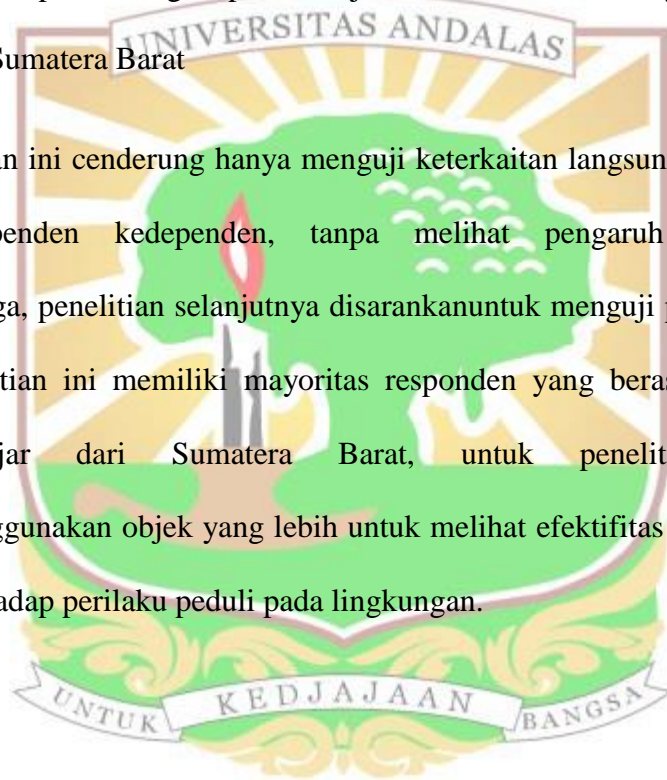 UNIVERSITAS ANDALAS
Sumatera Barat
an ini cenderung hanya menguji keterkaitan langsun
penden kedependen, tanpa melihat pengaruh
ga, penelitian selanjutnya disarankanuntuk menguji p
tian ini memiliki mayoritas responden yang beras
jar dari Sumatera Barat, untuk penelit
ggunakan objek yang lebih untuk melihat efektifitas
adap perilaku peduli pada lingkungan.
UNTUK KEDJAJAAN BANGSA